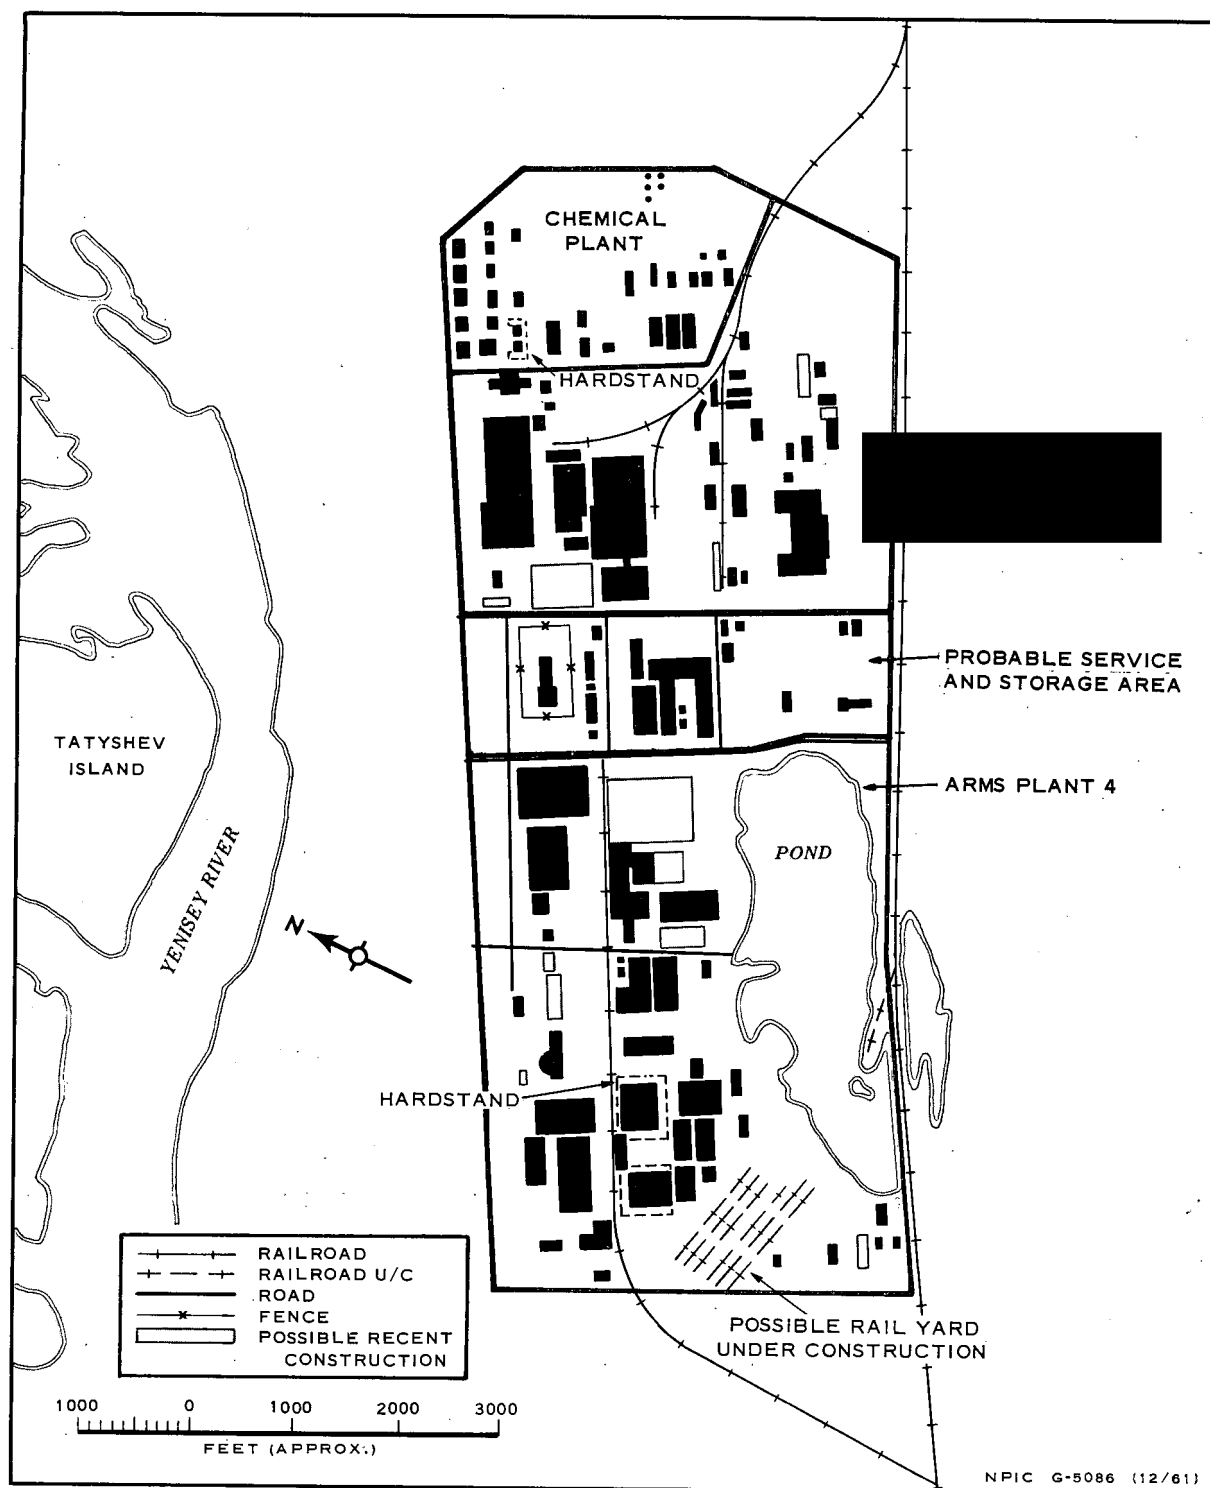 CHEMICAL
PLANT
HARDSTAND
PROBABLE SERVICE
AND STORAGE AREA
TATYSHEV
ISLAND
ARMS PLANT 4
POND
YENISEY RIVER
N
HARDSTAND
RAILROAD
RAILROAD U/C
ROAD
FENCE
POSSIBLE RECENT
CONSTRUCTION
POSSIBLE RAIL YARD
UNDER CONSTRUCTION
1000 0 1000 2000 3000
FEET (APPROX.)
NPIC G-5086 (12/61)